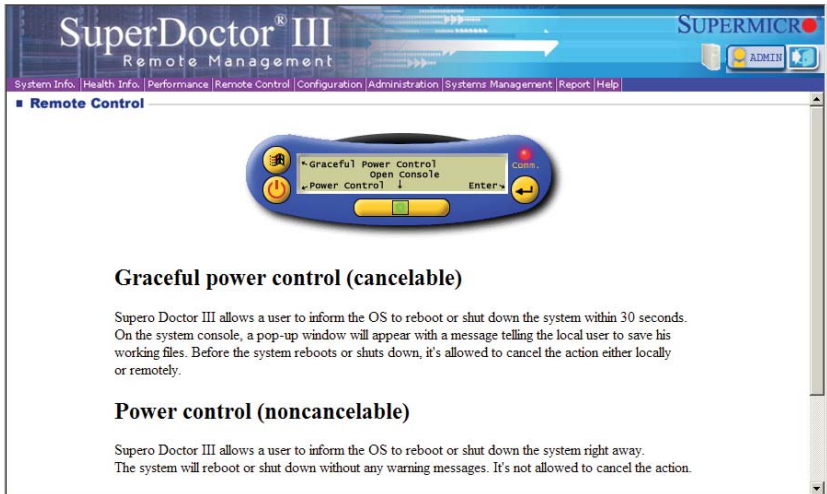 SuperDoctor® III
Remote Management
SUPERMICRO
ADMIN
System Info. |Health Info. |Performance |Remote Control |Configuration |Administration |Systems Management |Report |Help|
Remote Control
Graceful Power Control
Open Console
Power Control ↓ Enter
Comm.
Graceful power control (cancelable)
Supero Doctor III allows a user to inform the OS to reboot or shut down the system within 30 seconds.
On the system console, a pop-up window will appear with a message telling the local user to save his
working files. Before the system reboots or shuts down, it's allowed to cancel the action either locally
or remotely.
Power control (noncancelable)
Supero Doctor III allows a user to inform the OS to reboot or shut down the system right away.
The system will reboot or shut down without any warning messages. It's not allowed to cancel the action.